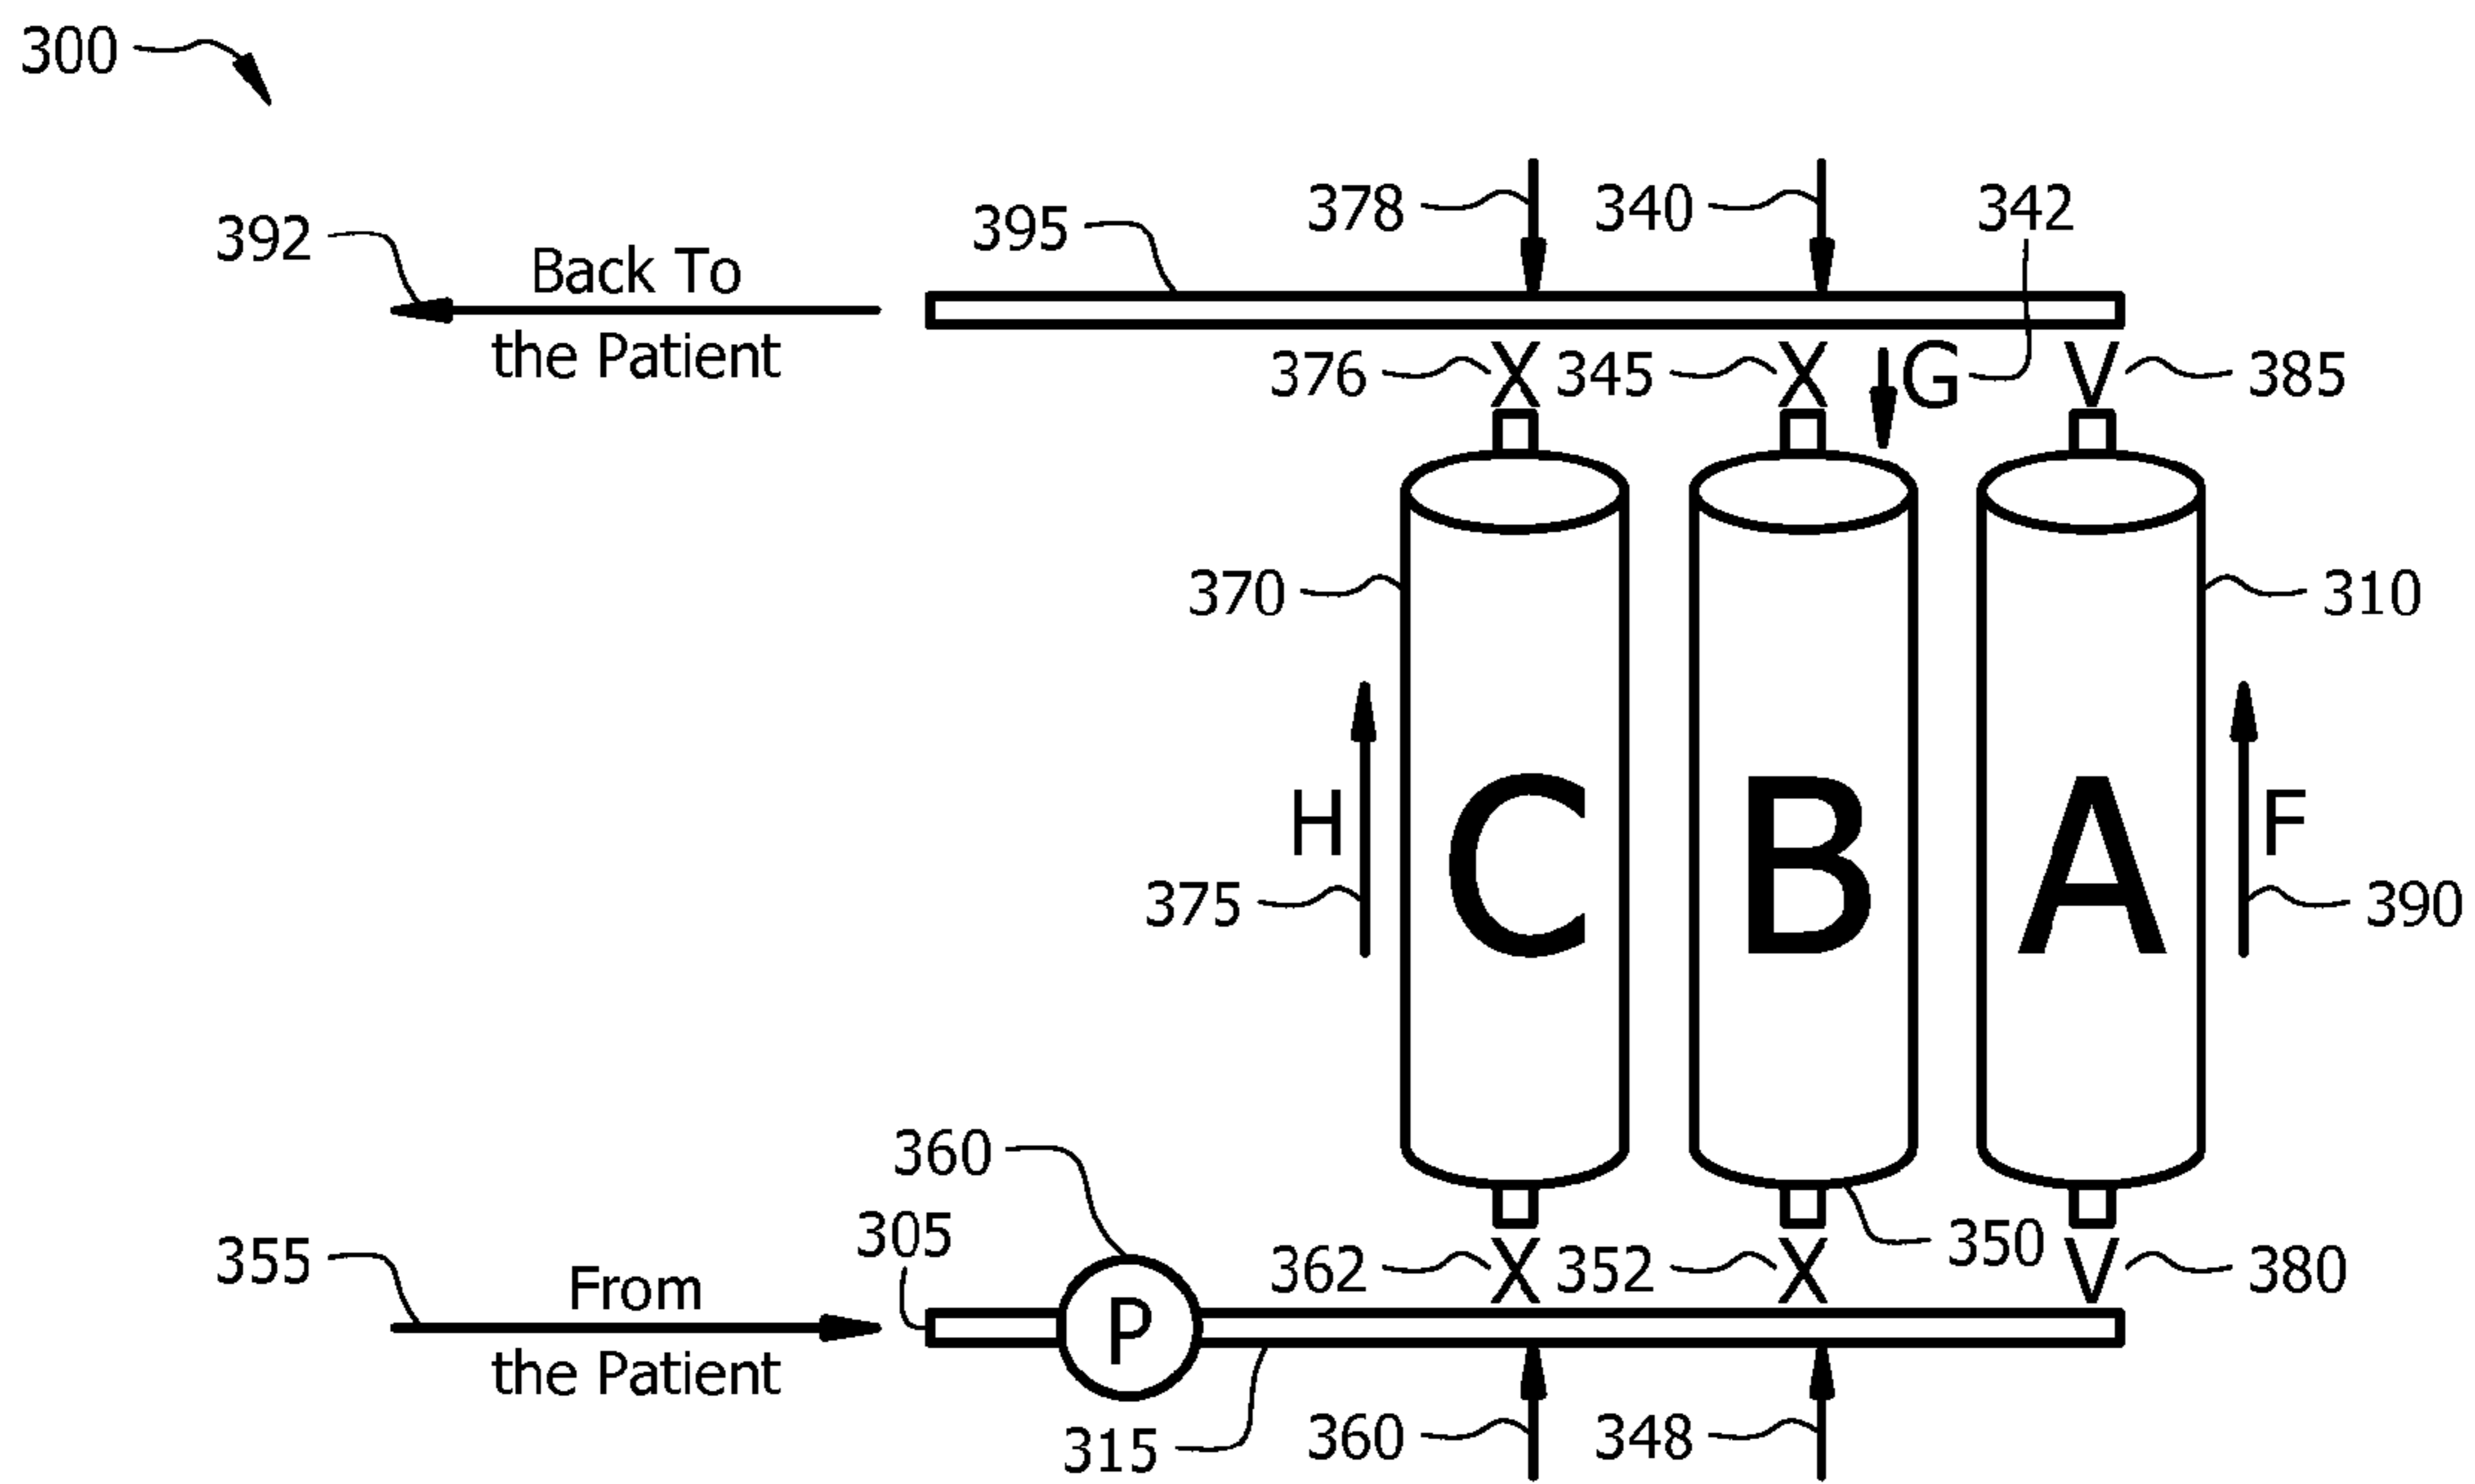 300
378
340
342
392
395
Back To
the Patient
376
X
345
X
G
V
385
370
310
C
B
A
H
F
375
390
360
305
350
355
From
the Patient
362
X
352
X
V
380
P
315
360
348